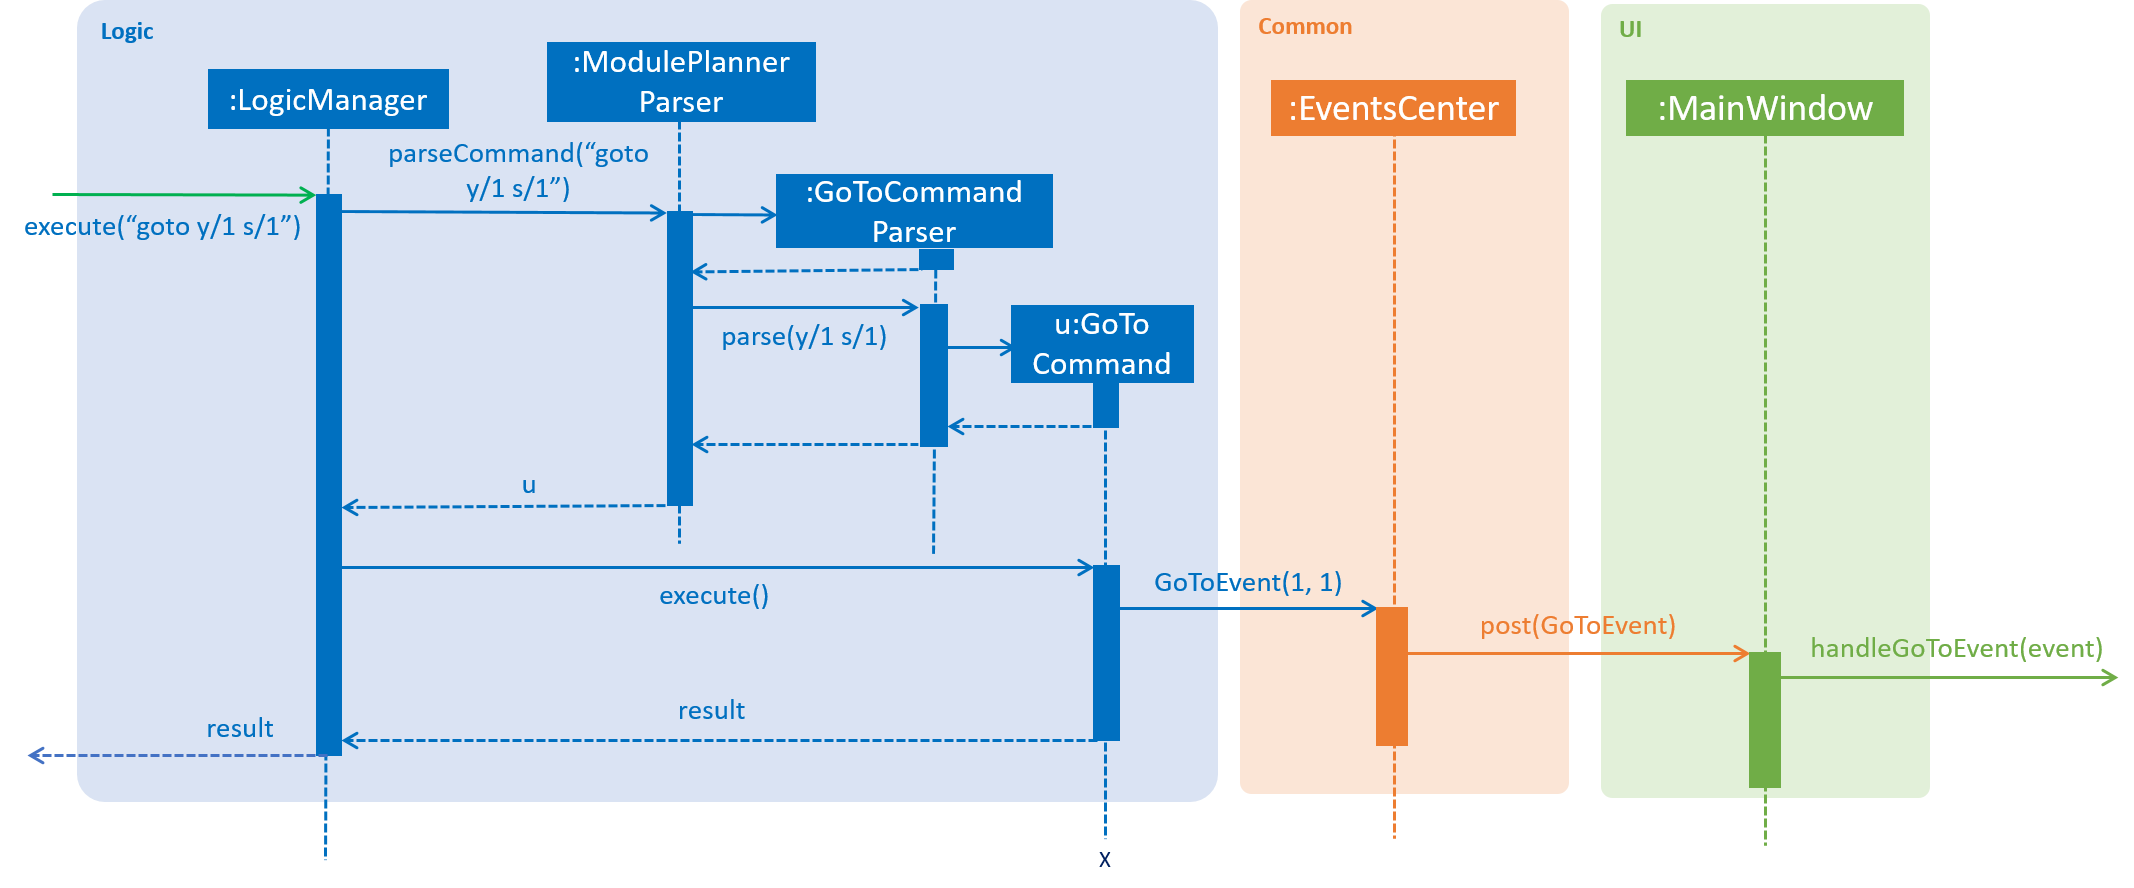 Logic
Common
UI
:LogicManager
:ModulePlanner
Parser
:EventsCenter
:MainWindow
parseCommand(“goto
y/1 s/1”)
:GoToCommand
Parser
execute(“goto y/1 s/1”)
parse(y/1 s/1)
u:GoTo
Command
u
execute()
GoToEvent(1, 1)
post(GoToEvent)
handleGoToEvent(event)
result
result
X